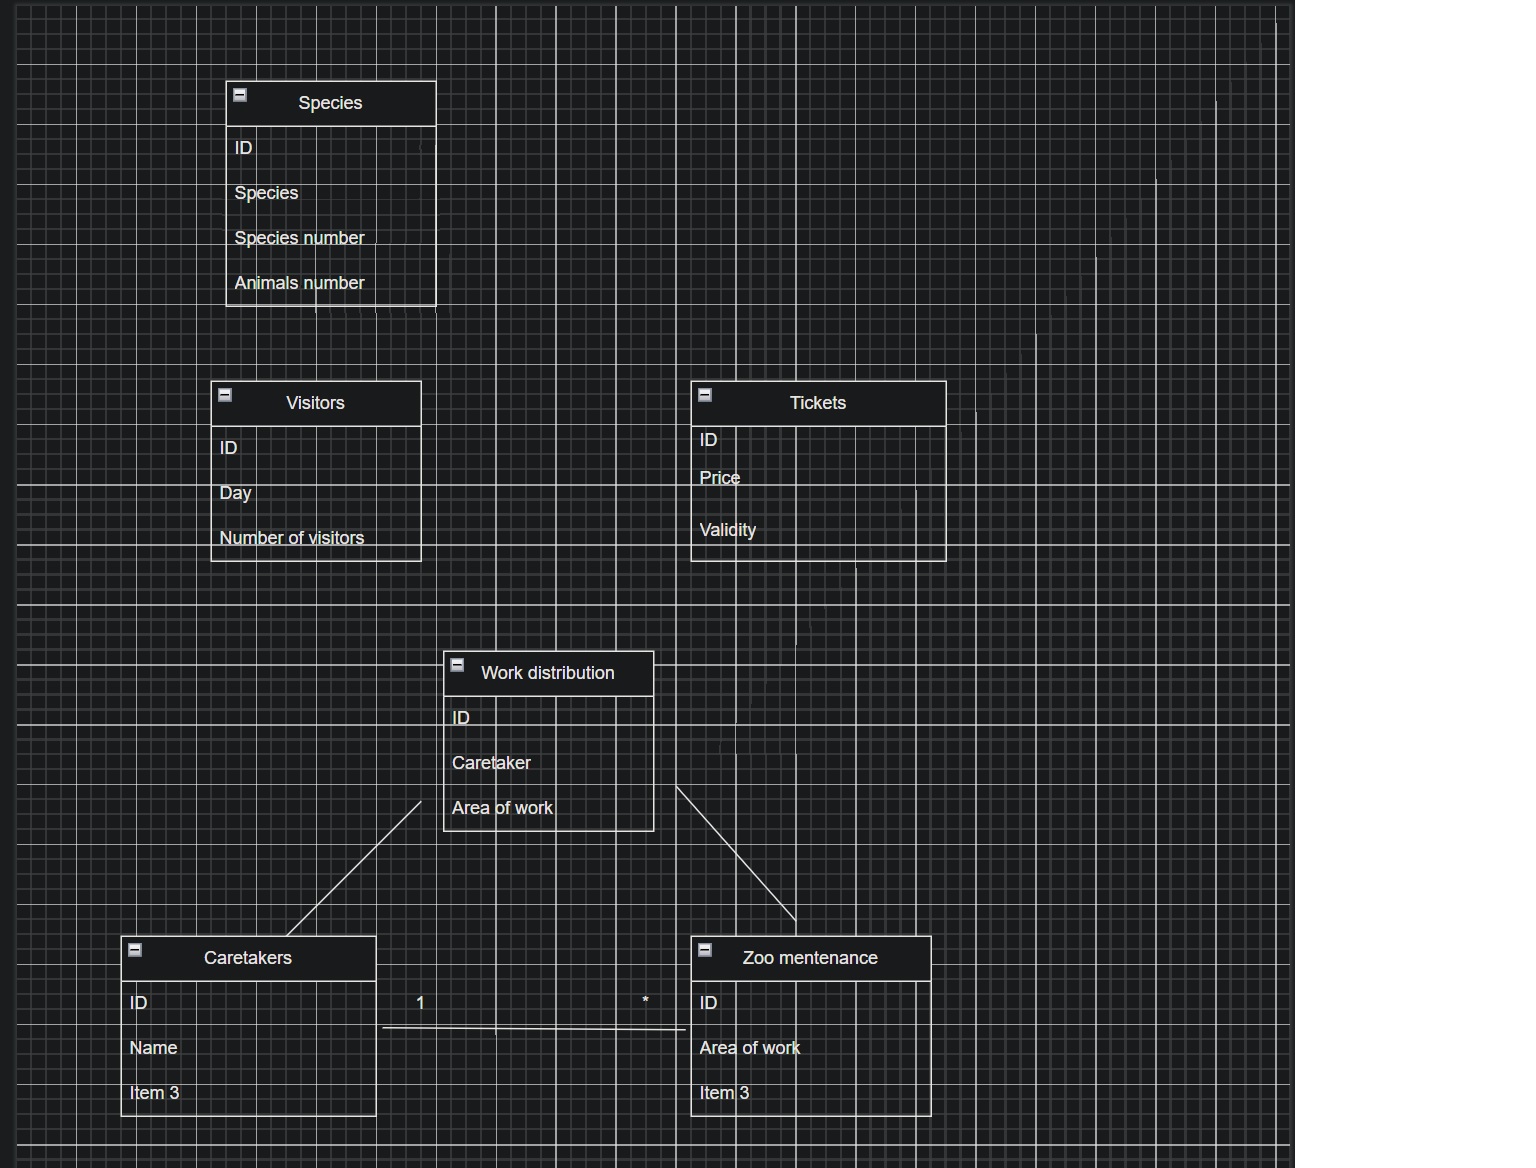 Species
ID
Species
Species number
Animals number
Visitors
ID
Day
Number of visitors
Tickets
ID
Price
Validity
Work distribution
ID
Caretaker
Area of work
Caretakers
ID
Name
Item 3
1
*
Zoo mentenance
ID
Area of work
Item 3